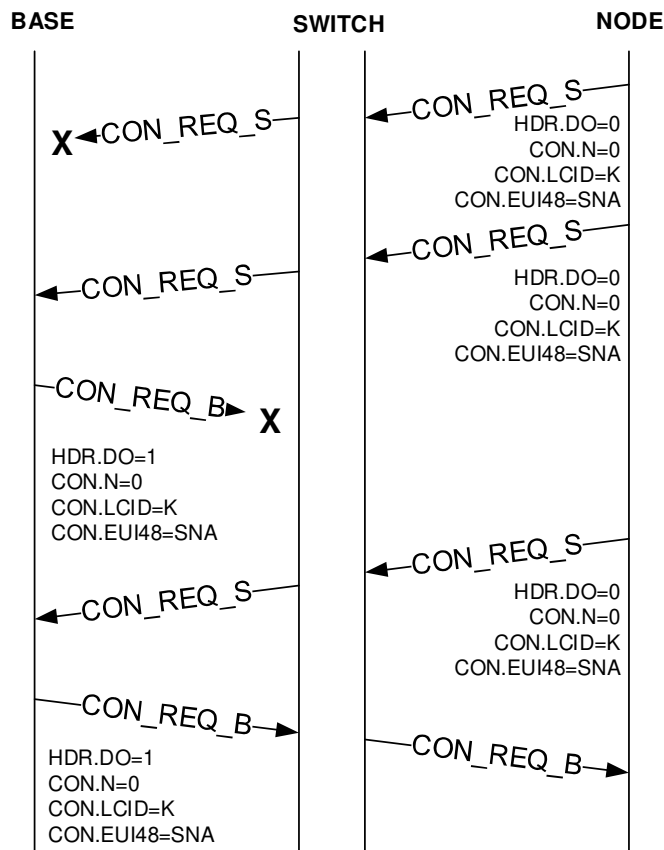 BASE SWITCH NODE
CON_REQ_S
HDR.DO=0
CON.N=0
CON.LCID=K
CON.EUI48=SNA
X CON_REQ_S
CON_REQ_S
HDR.DO=0
CON.N=0
CON.LCID=K
CON.EUI48=SNA
CON_REQ_S
CON_REQ_B X
HDR.DO=1
CON.N=0
CON.LCID=K
CON.EUI48=SNA
CON_REQ_S
HDR.DO=0
CON.N=0
CON.LCID=K
CON.EUI48=SNA
CON_REQ_S
CON_REQ_B
HDR.DO=1
CON.N=0
CON.LCID=K
CON.EUI48=SNA
CON_REQ_B